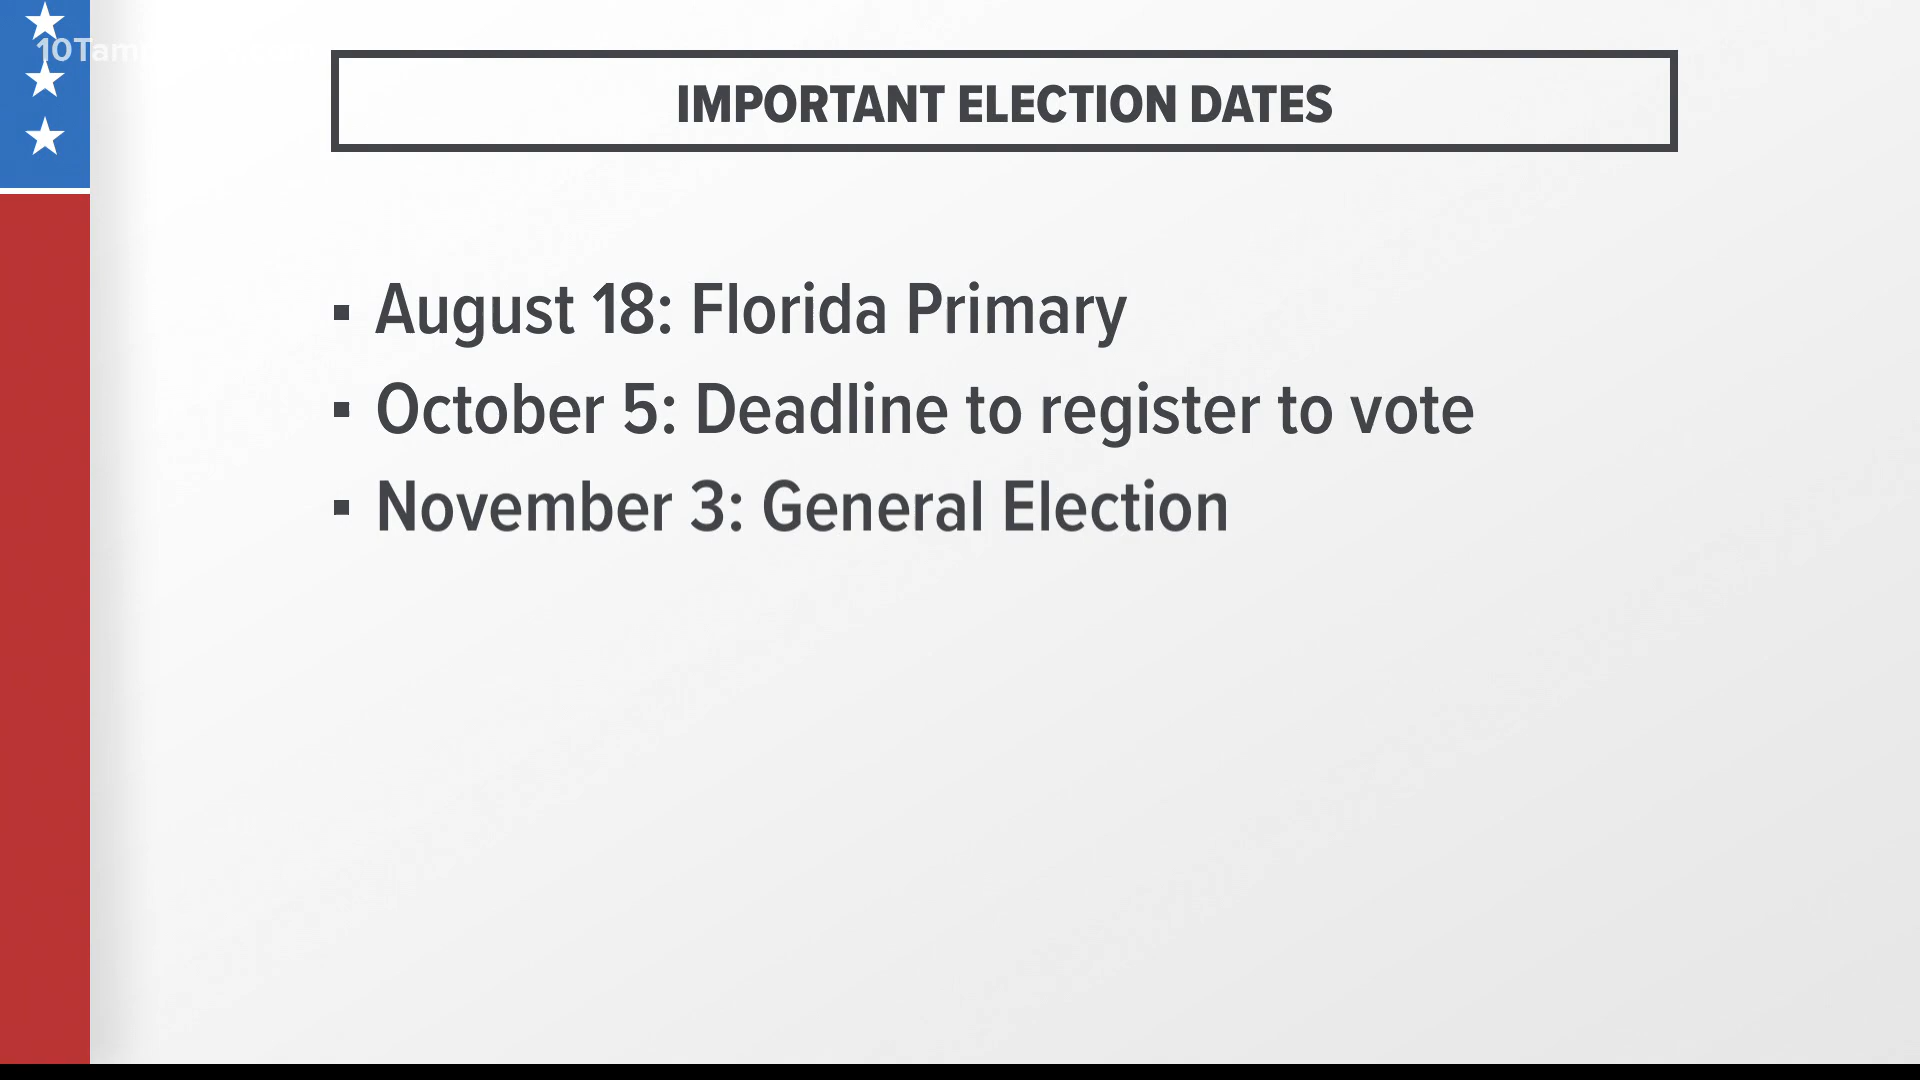 IMPORTANT ELECTION DATES
▪ August 18: Florida Primary
▪ October 5: Deadline to register to vote
▪ November 3: General Election